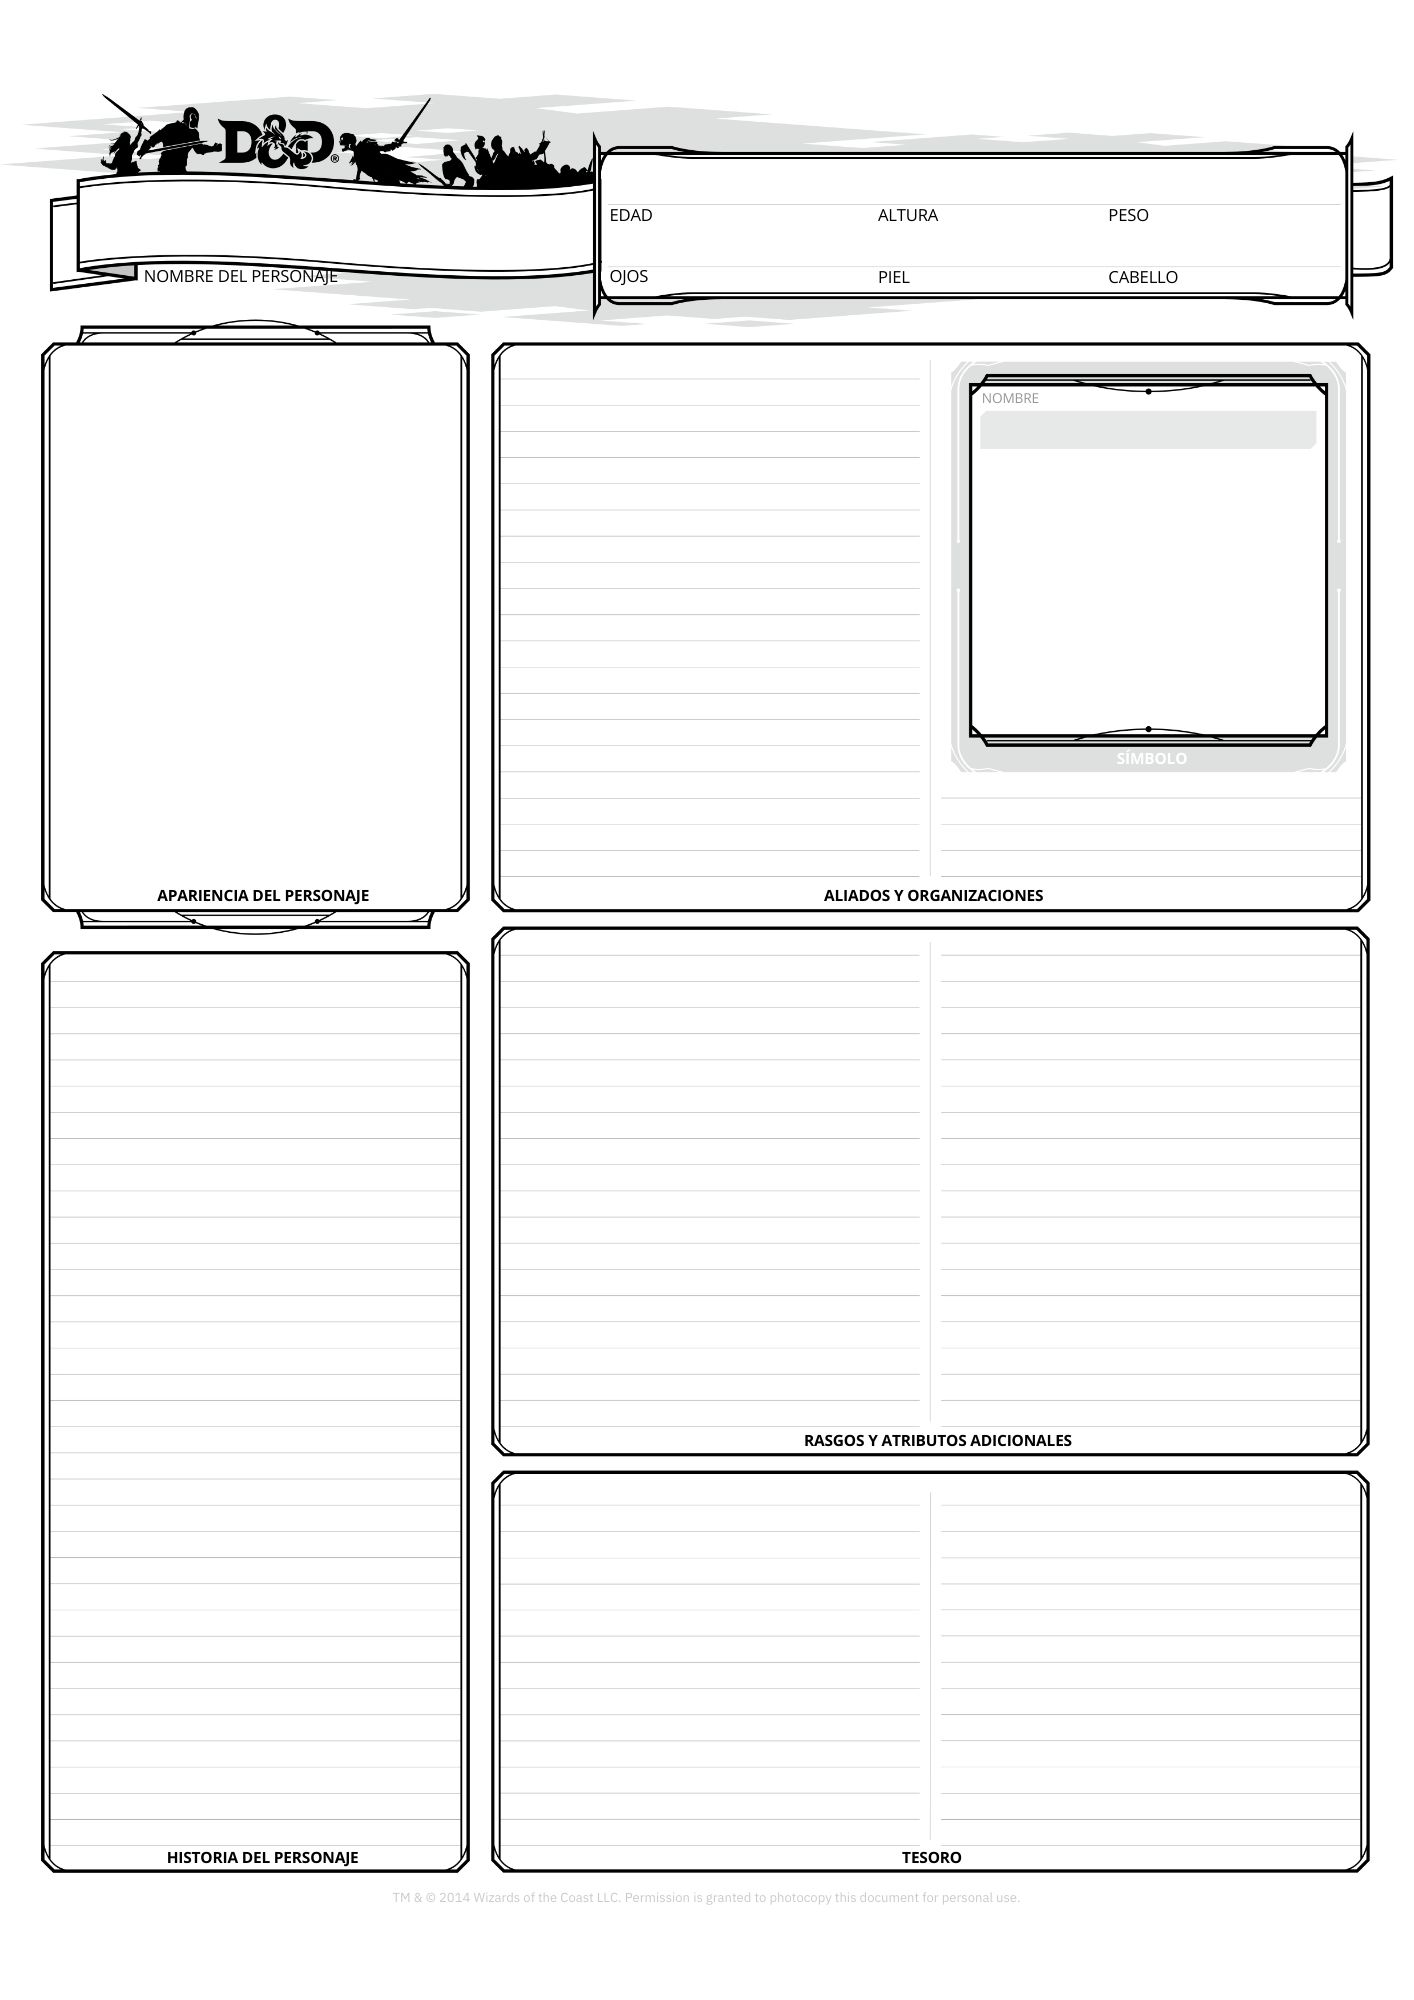 D&D®
EDAD ALTURA PESO
NOMBRE DEL PERSONAJE
OJOS PIEL CABELLO
NOMBRE
SÍMBOLO
APARIENCIA DEL PERSONAJE
ALIADOS Y ORGANIZACIONES
RASGOS Y ATRIBUTOS ADICIONALES
HISTORIA DEL PERSONAJE
TESORO
TM & © 2014 Wizards of the Coast LLC. Permission is granted to photocopy this document for personal use.